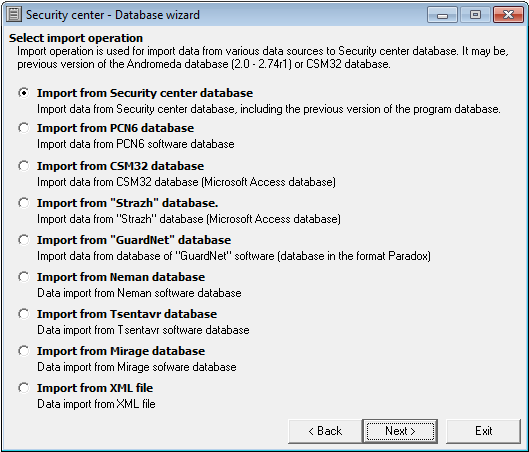 Security center - Database wizard
Select import operation
Import operation is used for import data from various data sources to Security center database. It may be,
previous version of the Andromeda database (2.0 - 2.74r1) or CSM32 database.
Import from Security center database
Import data from Security center database, including the previous version of the program database.
Import from PCN6 database
Import data from PCN6 software database
Import from CSM32 database
Import data from CSM32 database (Microsoft Access database)
Import from "Strazh" database.
Import data from "Strazh" database (Microsoft Access database)
Import from "GuardNet" database
Import data from database of "GuardNet" software (database in the format Paradox)
Import from Neman database
Data import from Neman software database
Import from Tsentavr database
Data import from Tsentavr software database
Import from Mirage database
Data import from Mirage sofware database
Import from XML file
Data import from XML file
< Back Next > Exit